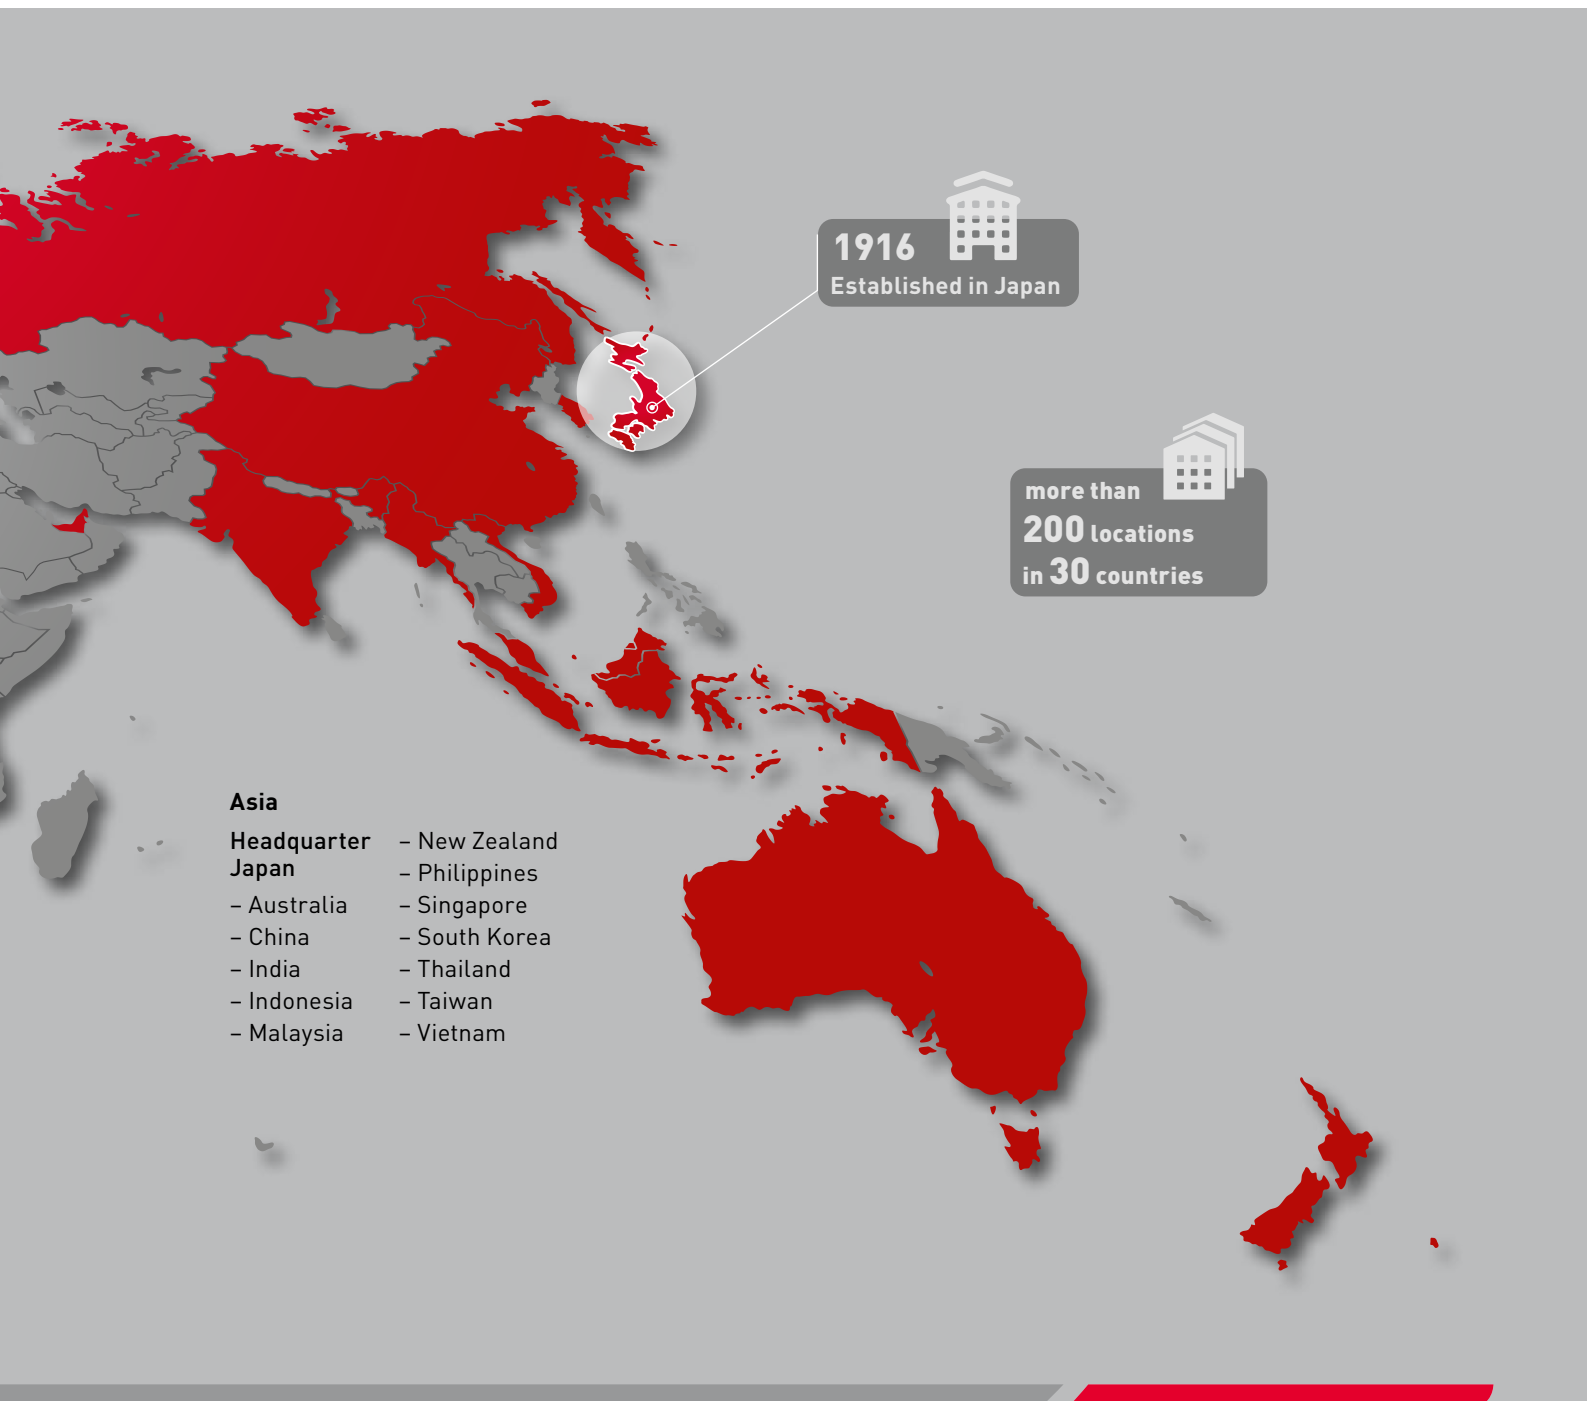 1916
Established in Japan
more than
200 locations
in 30 countries
Asia
Headquarter
Japan
– Australia
– China
– India
– Indonesia
– Malaysia
– New Zealand
– Philippines
– Singapore
– South Korea
– Thailand
– Taiwan
– Vietnam